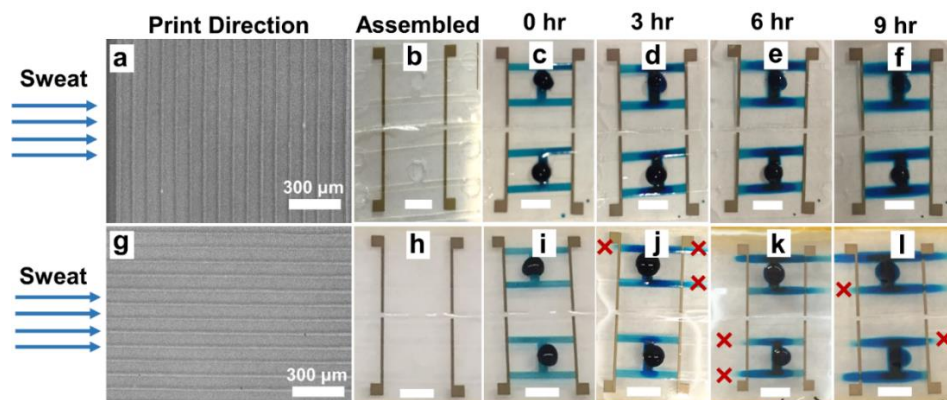 Print Direction Assembled 0 hr 3 hr 6 hr 9 hr
Sweat
a b c d e f
300 µm
Sweat
g h i j k l
300 µm